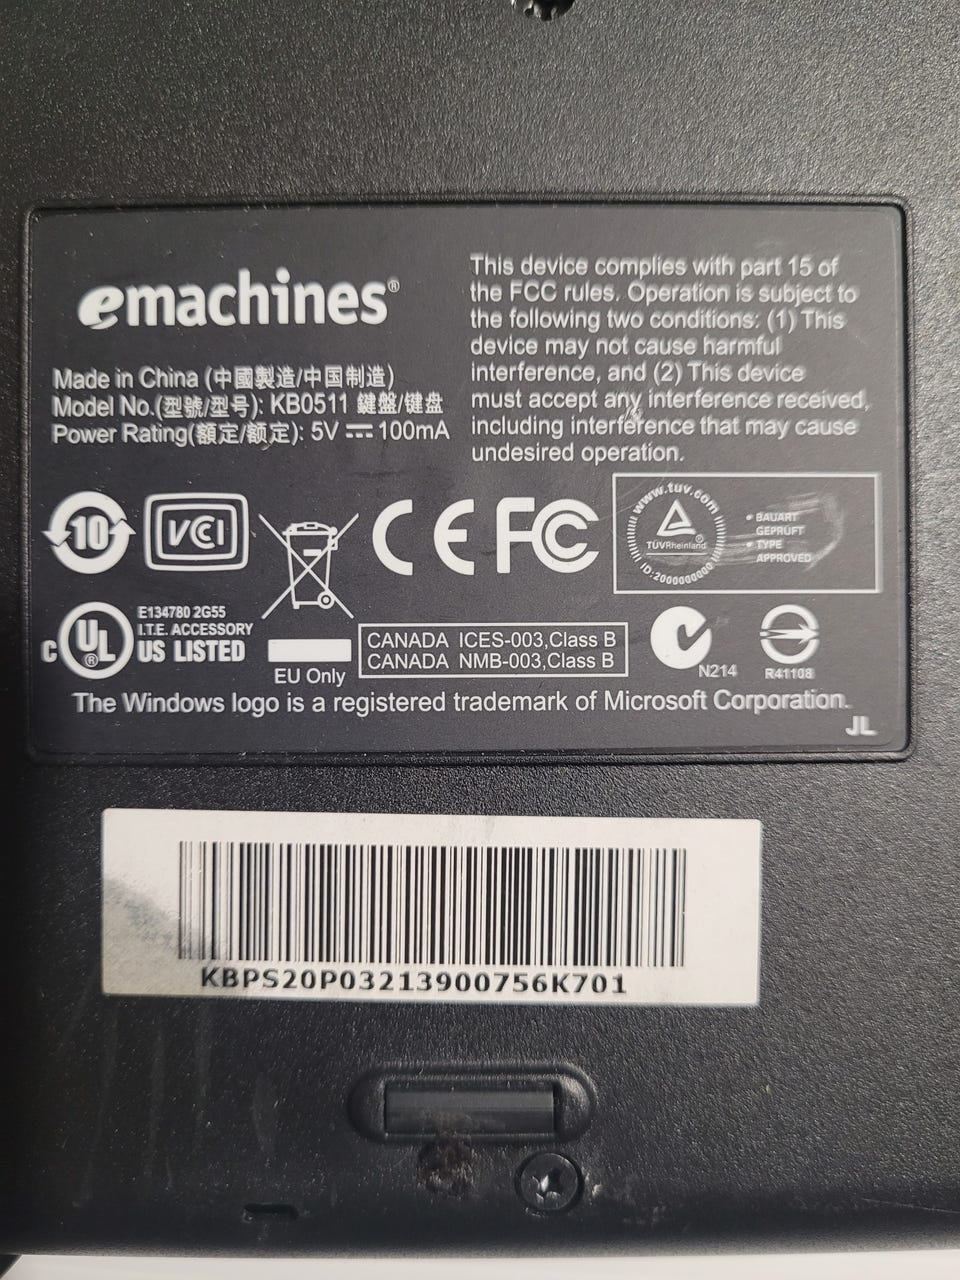 emachines®
Made in China (中國製造/中国制造)
Model No.(型號/型号): KB0511 鍵盤/键盘
Power Rating(額定/额定): 5V ⎓ 100mA
This device complies with part 15 of
the FCC rules. Operation is subject to
the following two conditions: (1) This
device may not cause harmful
interference, and (2) This device
must accept any interference received,
including interference that may cause
undesired operation.
10
VCI
CE
FC
www.tuv.com
TÜVRheinland®
ID:2000000000
• BAUART
GEPRÜFT
• TYPE
APPROVED
c UL ®
E134780 2G55
I.T.E. ACCESSORY
US LISTED
EU Only
CANADA ICES-003,Class B
CANADA NMB-003,Class B
N214
R41108
The Windows logo is a registered trademark of Microsoft Corporation.
JL
KBPS20P03213900756K701